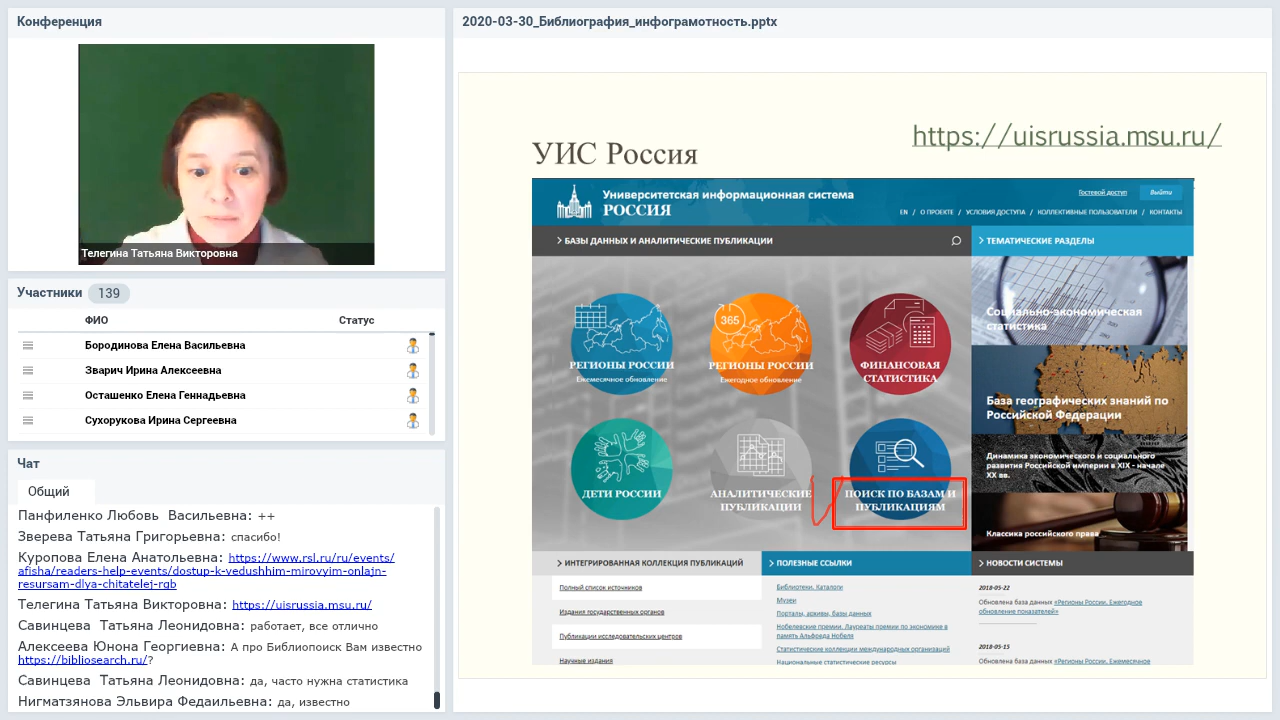 Конференция
Телегина Татьяна Викторовна
Участники 139
ФИО Статус
Бородинова Елена Васильевна
Зварич Ирина Алексеевна
Осташенко Елена Геннадьевна
Сухорукова Ирина Сергеевна
Чат
Общий
Панфиленко Любовь Васильевна: ++
Зверева Татьяна Григорьевна: спасибо!
Куропова Елена Анатольевна: https://www.rsl.ru/ru/events/
afisha/readers-help-events/dostup-k-vedushhim-mirovyim-onlajn-
resursam-dlya-chitatelej-rgb
Телегина Татьяна Викторовна: https://uisrussia.msu.ru/
Савинцева Татьяна Леонидовна: работает, все отлично
Алексеева Юнона Георгиевна: А про Библиопоиск Вам известно
https://bibliosearch.ru/?
Савинцева Татьяна Леонидовна: да, часто нужна статистика
Нигматзянова Эльвира Федаильевна: да, известно
2020-03-30_Библиография_инфограмотность.pptx
https://uisrussia.msu.ru/
УИС Россия
Университетская информационная система
РОССИЯ
Гостевой доступ Выйти
EN / О ПРОЕКТЕ / УСЛОВИЯ ДОСТУПА / КОЛЛЕКТИВНЫЕ ПОЛЬЗОВАТЕЛИ / КОНТАКТЫ
БАЗЫ ДАННЫХ И АНАЛИТИЧЕСКИЕ ПУБЛИКАЦИИ
РЕГИОНЫ РОССИИ
Ежемесячное обновление
365
РЕГИОНЫ РОССИИ
Ежегодное обновление
ФИНАНСОВАЯ
СТАТИСТИКА
ДЕТИ РОССИИ
АНАЛИТИЧЕСКИЕ
ПУБЛИКАЦИИ
ПОИСК ПО БАЗАМ И
ПУБЛИКАЦИЯМ
ТЕМАТИЧЕСКИЕ РАЗДЕЛЫ
Социально-экономическая
статистика
База географических знаний по
Российской Федерации
Динамика экономического и социального
развития Российской империи в XIX - начале
XX вв.
Классика российского права
ИНТЕГРИРОВАННАЯ КОЛЛЕКЦИЯ ПУБЛИКАЦИЙ
Полный список источников
Издания государственных органов
Публикации исследовательских центров
Научные издания
ПОЛЕЗНЫЕ ССЫЛКИ
Библиотеки, Каталоги
Музеи
Порталы, архивы, базы данных
Нобелевские премии. Лауреаты премии по экономике в
память Альфреда Нобеля
Статистические коллекции международных организаций
Национальные статистические ресурсы
НОВОСТИ СИСТЕМЫ
2018-05-22
Обновлена база данных «Регионы России. Ежегодное
обновление показателей»
2018-05-15
Обновлена база данных «Регионы России. Ежемесячное